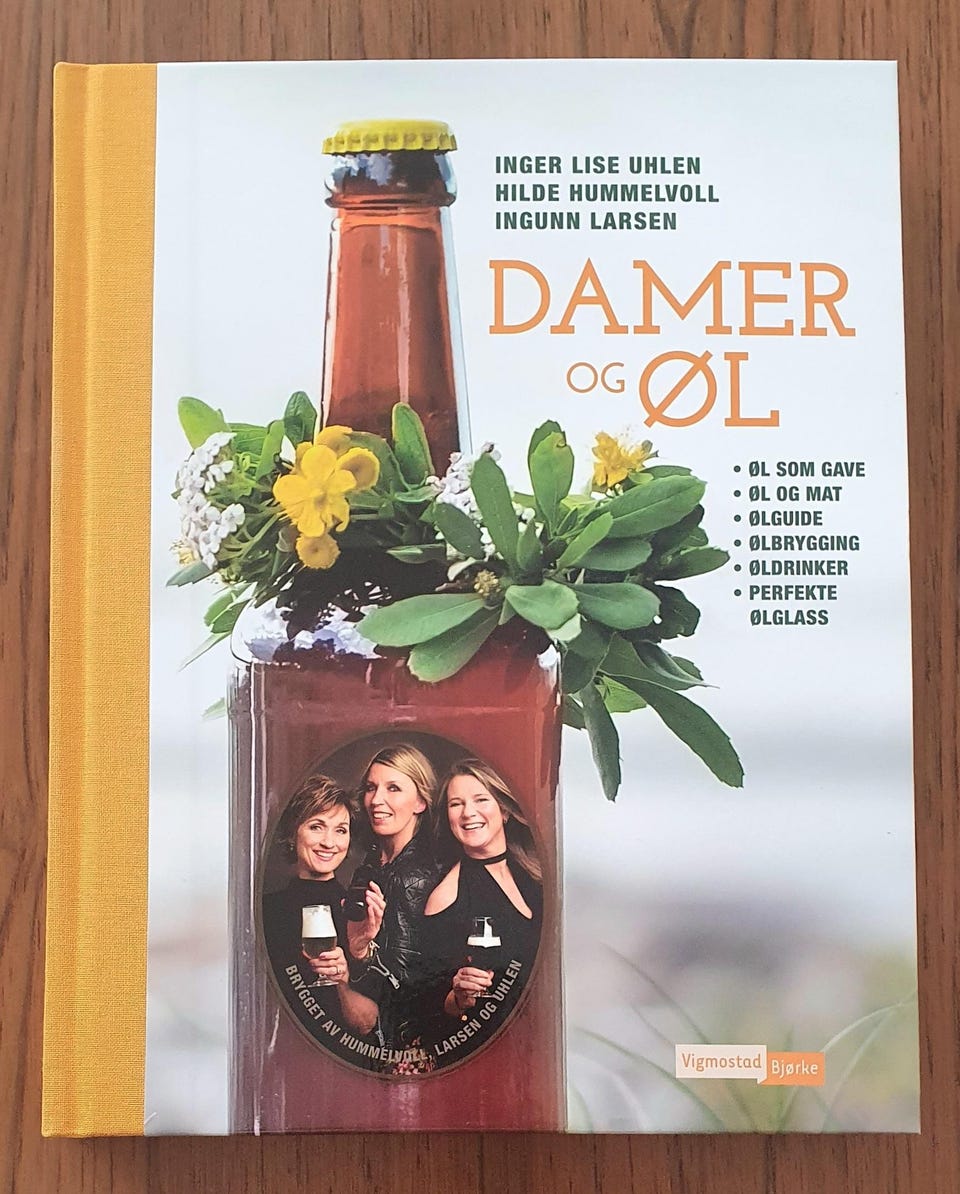 INGER LISE UHLEN
HILDE HUMMELVOLL
INGUNN LARSEN
DAMER
OG ØL
• ØL SOM GAVE
• ØL OG MAT
• ØLGUIDE
• ØLBRYGGING
• ØLDRINKER
• PERFEKTE
ØLGLASS
BRYGGET AV HUMMELVOLL, LARSEN OG UHLEN
Vigmostad Bjørke